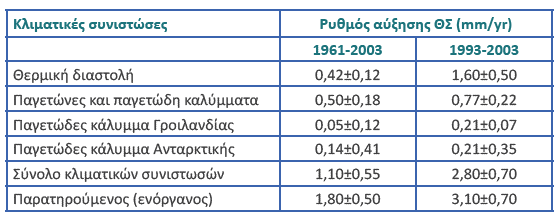 Κλιματικές συνιστώσες Ρυθμός αύξησης ΘΣ (mm/yr)
1961-2003 1993-2003
Θερμική διαστολή 0,42±0,12 1,60±0,50
Παγετώνες και παγετώδη καλύμματα 0,50±0,18 0,77±0,22
Παγετώδες κάλυμμα Γροιλανδίας 0,05±0,12 0,21±0,07
Παγετώδες κάλυμμα Ανταρκτικής 0,14±0,41 0,21±0,35
Σύνολο κλιματικών συνιστωσών 1,10±0,55 2,80±0,70
Παρατηρούμενος (ενόργανος) 1,80±0,50 3,10±0,70